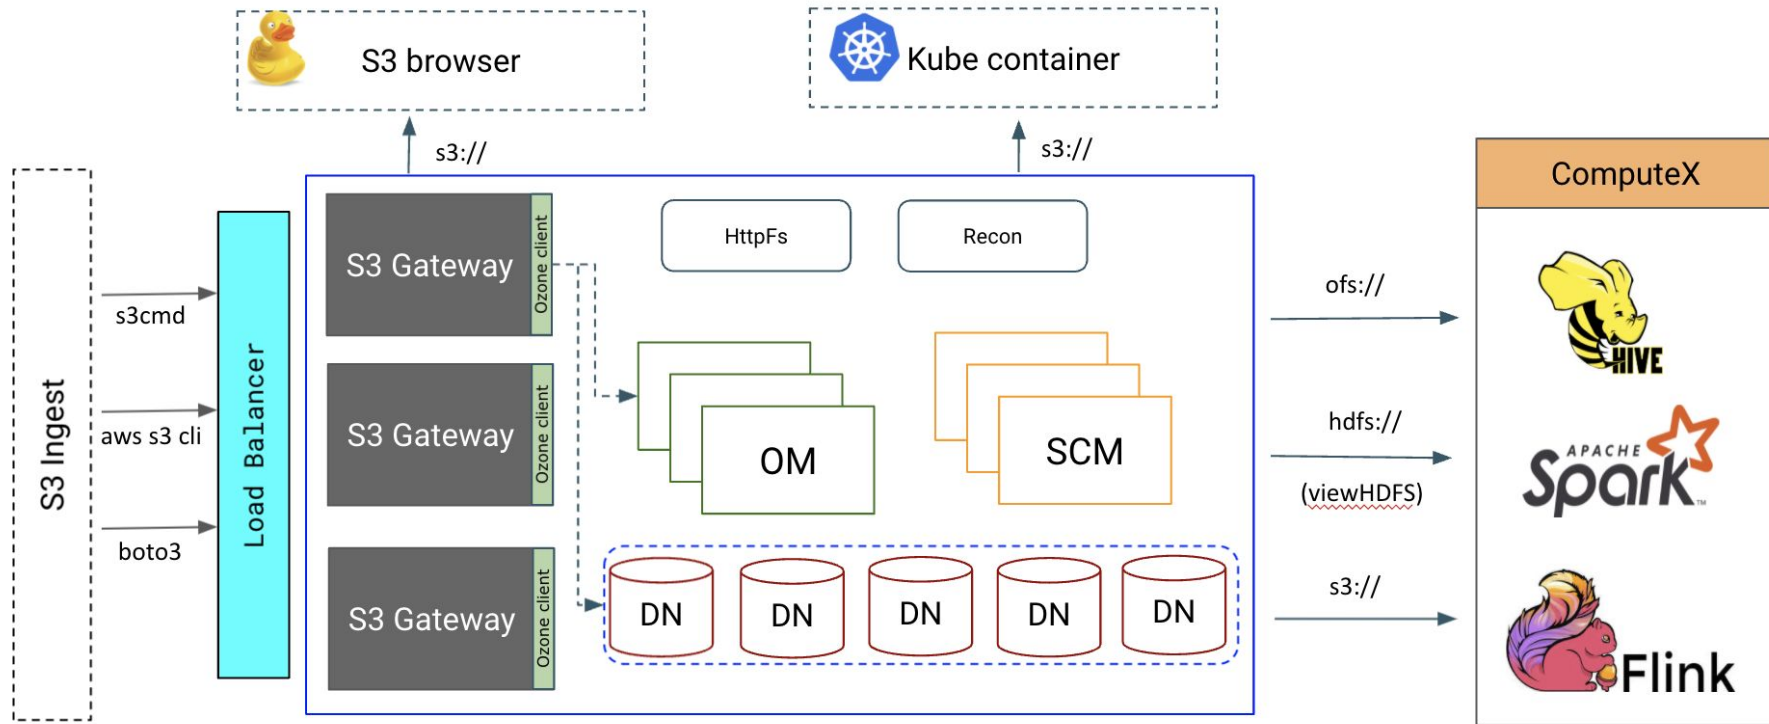 S3 browser
Kube container
s3://
s3://
S3 Ingest
s3cmd
aws s3 cli
boto3
Load Balancer
S3 Gateway
Ozone client
S3 Gateway
Ozone client
S3 Gateway
Ozone client
HttpFs
Recon
OM
SCM
DN
DN
DN
DN
DN
ofs://
hdfs://
(viewHDFS)
s3://
ComputeX
HIVE
APACHE
Spark™
Flink